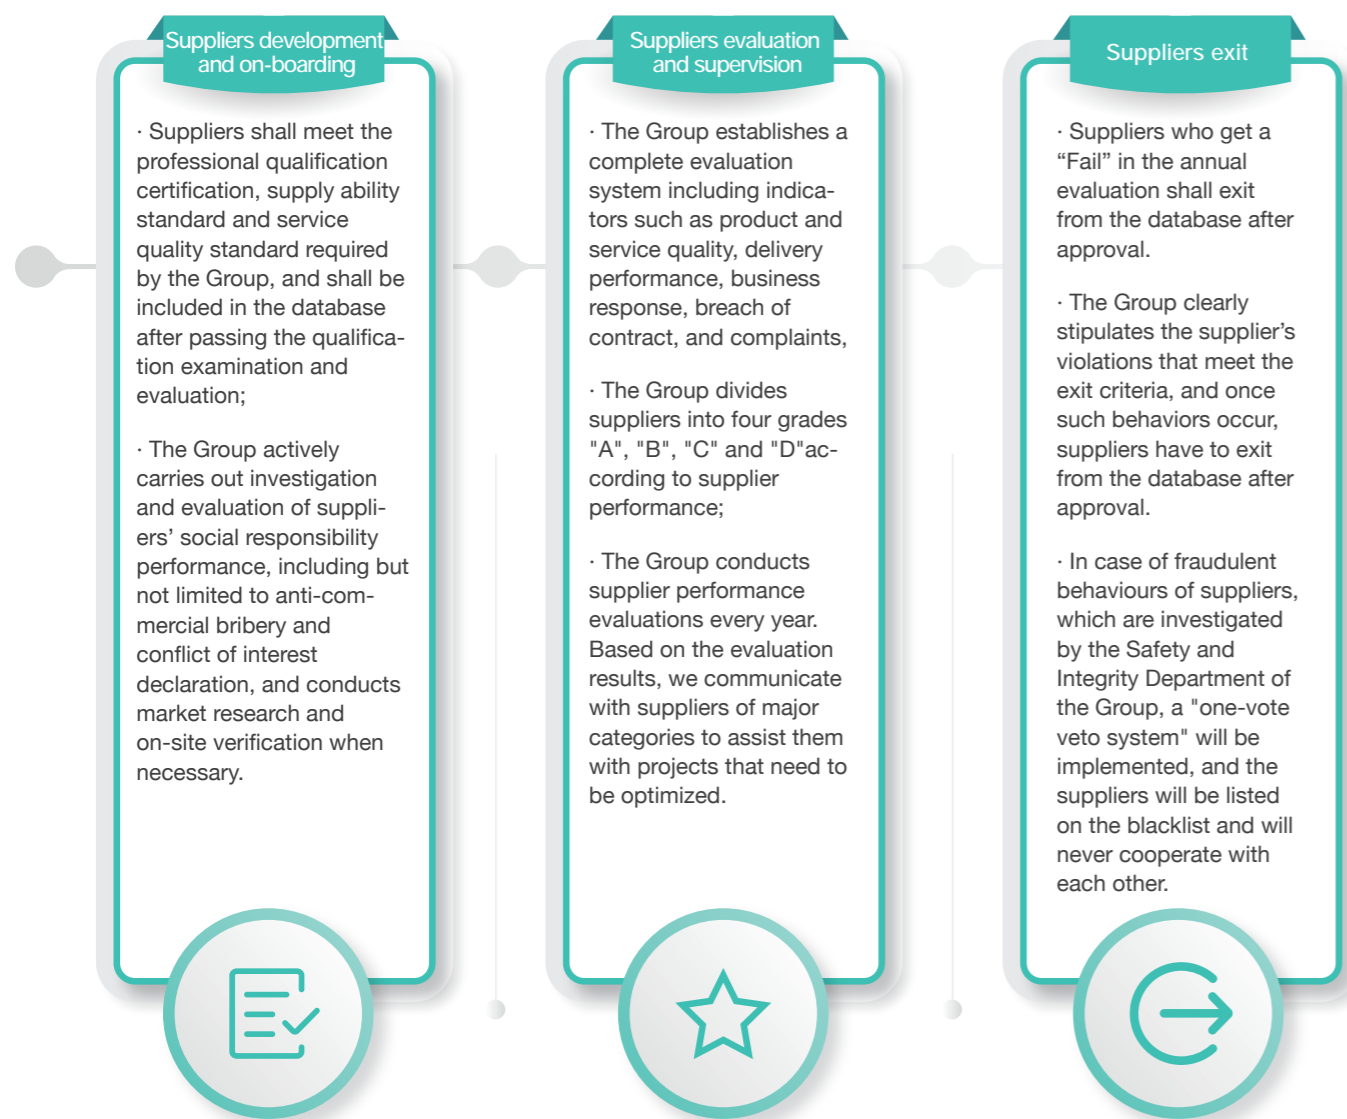 Suppliers development
and on-boarding
· Suppliers shall meet the
professional qualification
certification, supply ability
standard and service
quality standard required
by the Group, and shall be
included in the database
after passing the qualifica-
tion examination and
evaluation;
· The Group actively
carries out investigation
and evaluation of suppli-
ers’ social responsibility
performance, including but
not limited to anti-com-
mercial bribery and
conflict of interest
declaration, and conducts
market research and
on-site verification when
necessary.
Suppliers evaluation
and supervision
· The Group establishes a
complete evaluation
system including indica-
tors such as product and
service quality, delivery
performance, business
response, breach of
contract, and complaints,
· The Group divides
suppliers into four grades
"A", "B", "C" and "D"ac-
cording to supplier
performance;
· The Group conducts
supplier performance
evaluations every year.
Based on the evaluation
results, we communicate
with suppliers of major
categories to assist them
with projects that need to
be optimized.
Suppliers exit
· Suppliers who get a
“Fail” in the annual
evaluation shall exit
from the database after
approval.
· The Group clearly
stipulates the supplier’s
violations that meet the
exit criteria, and once
such behaviors occur,
suppliers have to exit
from the database after
approval.
· In case of fraudulent
behaviours of suppliers,
which are investigated
by the Safety and
Integrity Department of
the Group, a "one-vote
veto system" will be
implemented, and the
suppliers will be listed
on the blacklist and will
never cooperate with
each other.